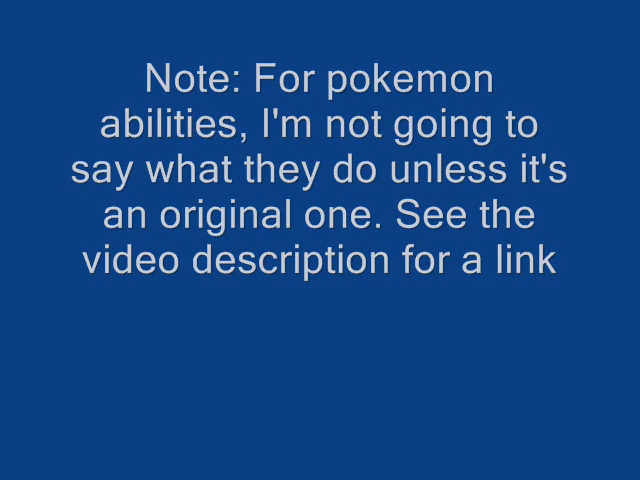 Note: For pokemon
abilities, I'm not going to
say what they do unless it's
an original one. See the
video description for a link